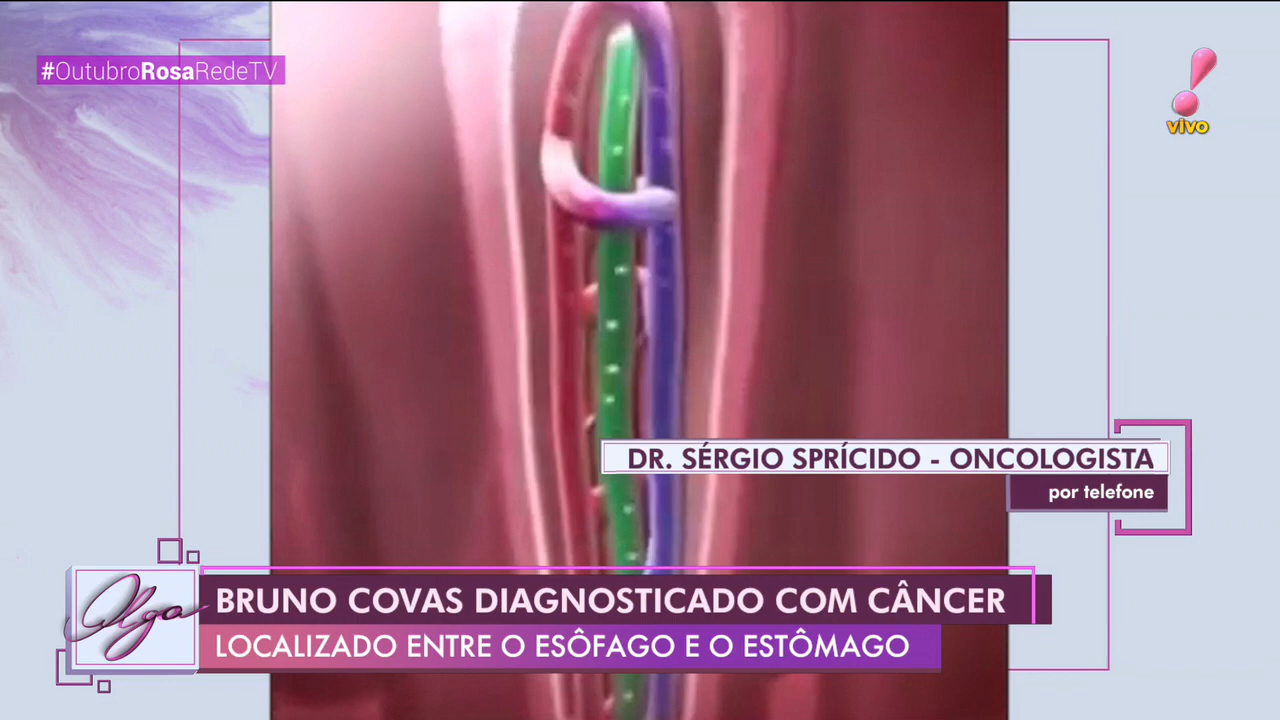 #OutubroRosaRedeTV
vivo
DR. SÉRGIO SPRÍCIDO - ONCOLOGISTA
por telefone
Olga
BRUNO COVAS DIAGNOSTICADO COM CÂNCER
LOCALIZADO ENTRE O ESÔFAGO E O ESTÔMAGO